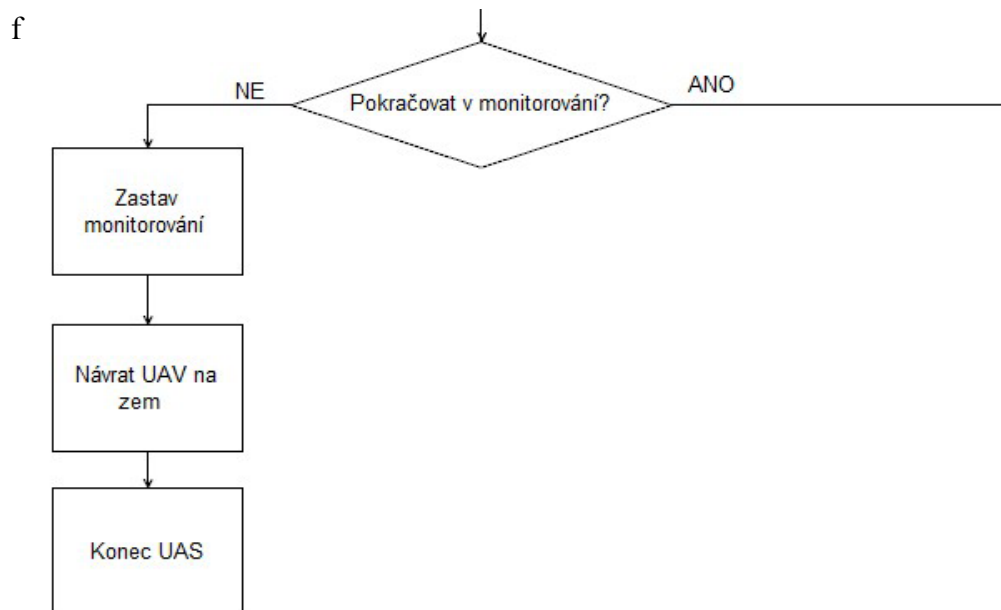 f
NE
Pokračovat v monitorování?
ANO
Zastav
monitorování
Návrat UAV na
zem
Konec UAS